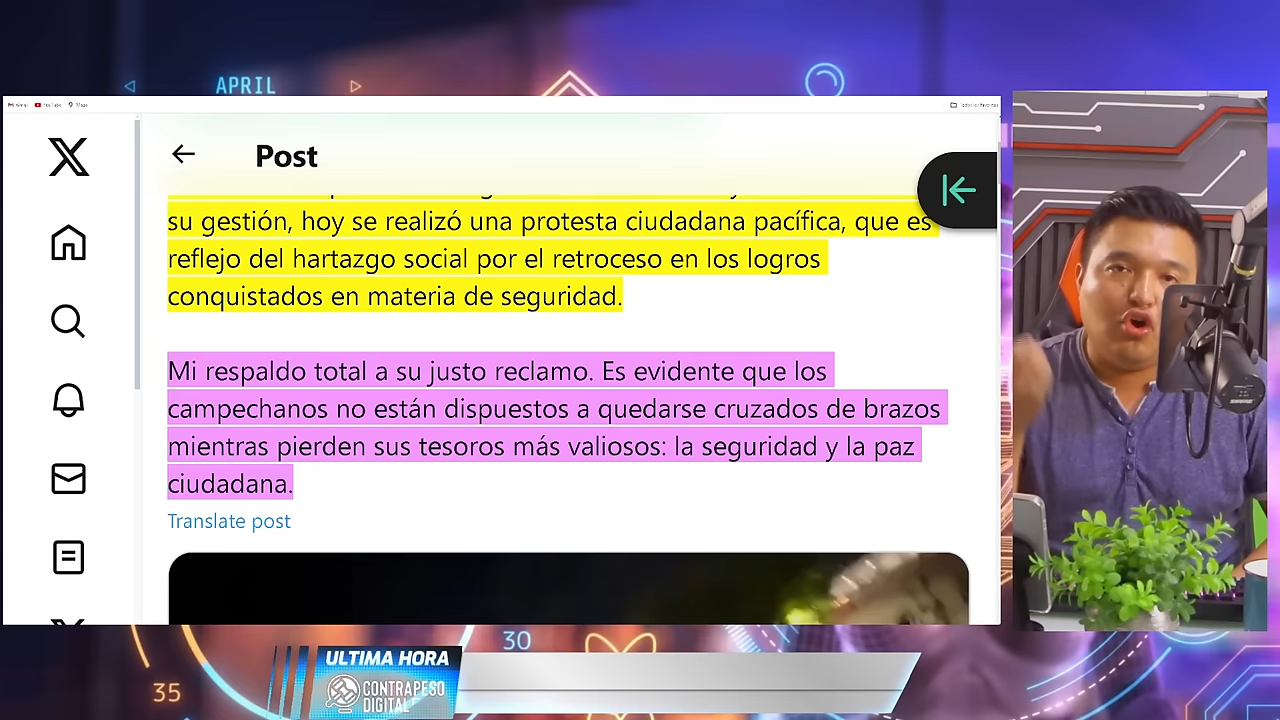 APRIL
YouTube
Maps
Post
su gestión, hoy se realizó una protesta ciudadana pacífica, que es
reflejo del hartazgo social por el retroceso en los logros
conquistados en materia de seguridad.
Mi respaldo total a su justo reclamo. Es evidente que los
campechanos no están dispuestos a quedarse cruzados de brazos
mientras pierden sus tesoros más valiosos: la seguridad y la paz
ciudadana.
Translate post
30
35
ULTIMA HORA
CONTRAPESO
DIGITAL